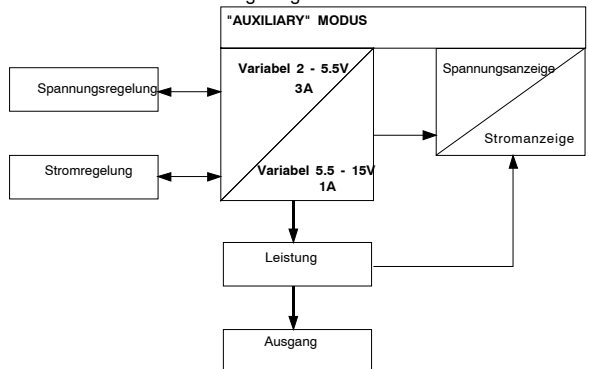 "AUXILIARY" MODUS
Variabel 2 - 5.5V
3A
Spannungsanzeige
Spannungsregelung
Stromanzeige
Stromregelung
Variabel 5.5 - 15V
1A
Leistung
Ausgang